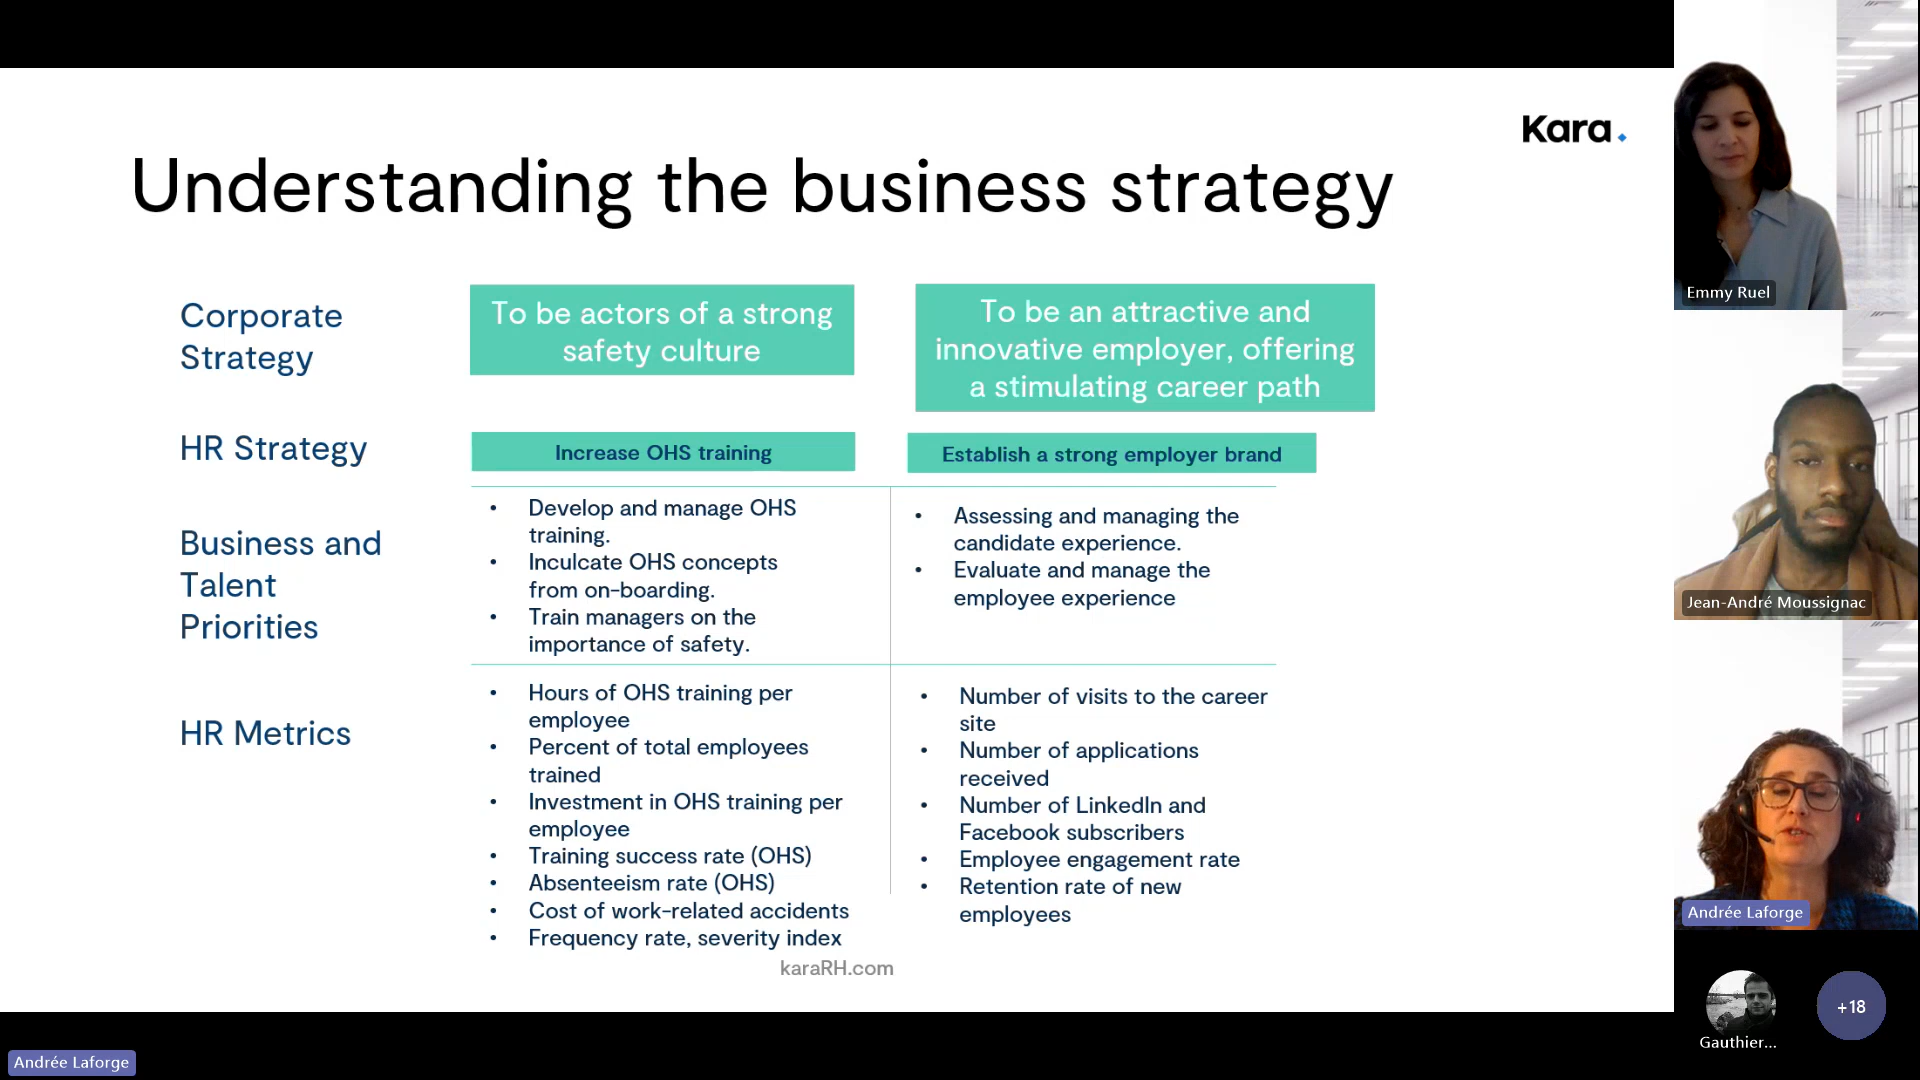 Kara.
Understanding the business strategy
Corporate
Strategy
To be actors of a strong
safety culture
To be an attractive and
innovative employer, offering
a stimulating career path
HR Strategy
Increase OHS training
Establish a strong employer brand
Business and
Talent
Priorities
• Develop and manage OHS
training.
• Inculcate OHS concepts
from on-boarding.
• Train managers on the
importance of safety.
• Assessing and managing the
candidate experience.
• Evaluate and manage the
employee experience
HR Metrics
• Hours of OHS training per
employee
• Percent of total employees
trained
• Investment in OHS training per
employee
• Training success rate (OHS)
• Absenteeism rate (OHS)
• Cost of work-related accidents
• Frequency rate, severity index
• Number of visits to the career
site
• Number of applications
received
• Number of LinkedIn and
Facebook subscribers
• Employee engagement rate
• Retention rate of new
employees
karaRH.com
Andrée Laforge
Emmy Ruel
Jean-André Moussignac
Andrée Laforge
Gauthier...
+18